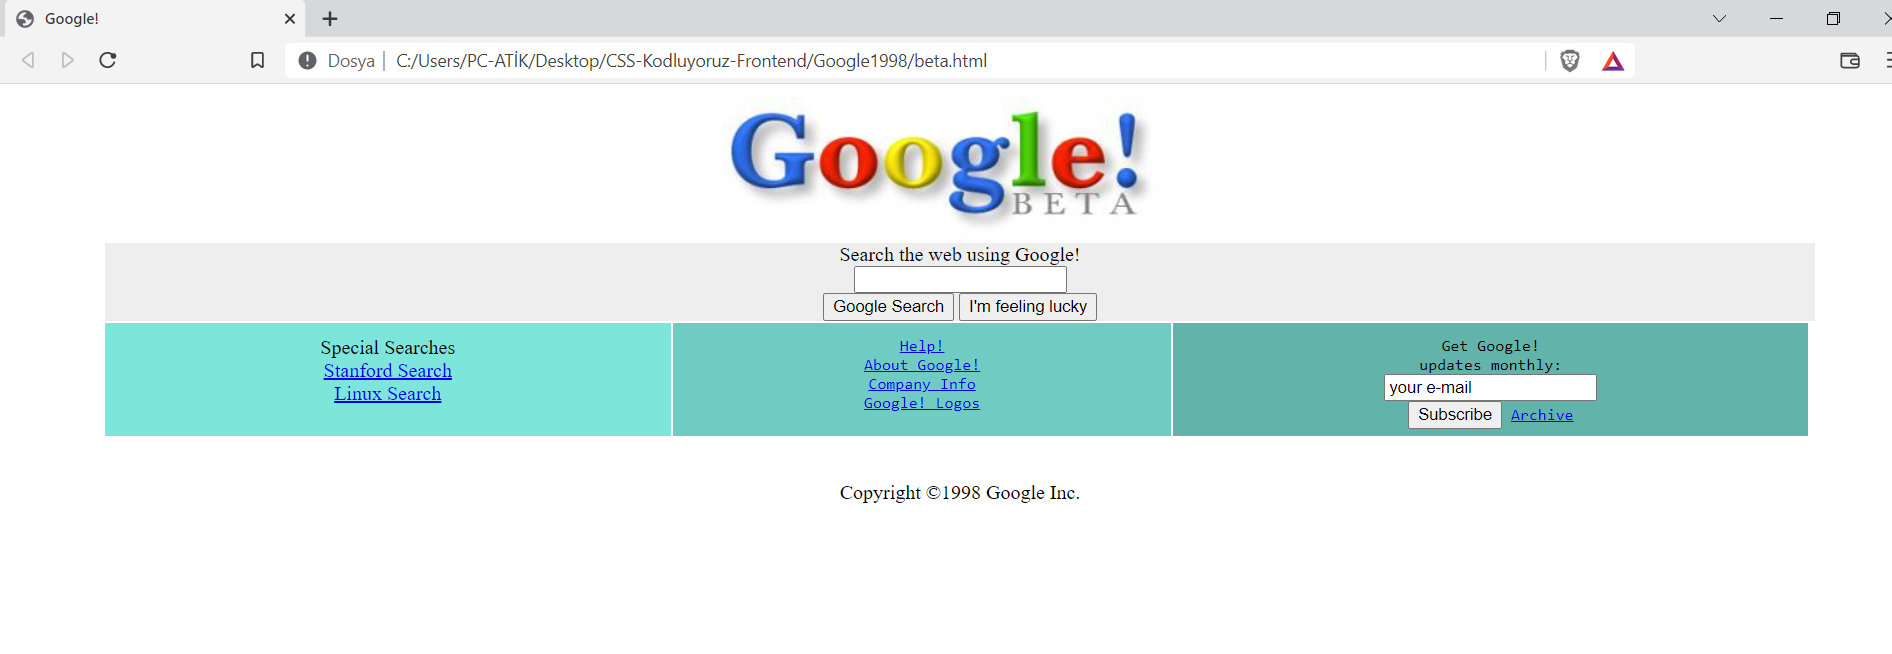 Google!
Dosya | C:/Users/PC-ATİK/Desktop/CSS-Kodluyoruz-Frontend/Google1998/beta.html
Google!
BETA
Search the web using Google!
Google Search I'm feeling lucky
Special Searches
Stanford Search
Linux Search
Help!
About Google!
Company Info
Google! Logos
Get Google!
updates monthly:
your e-mail
Subscribe Archive
Copyright ©1998 Google Inc.